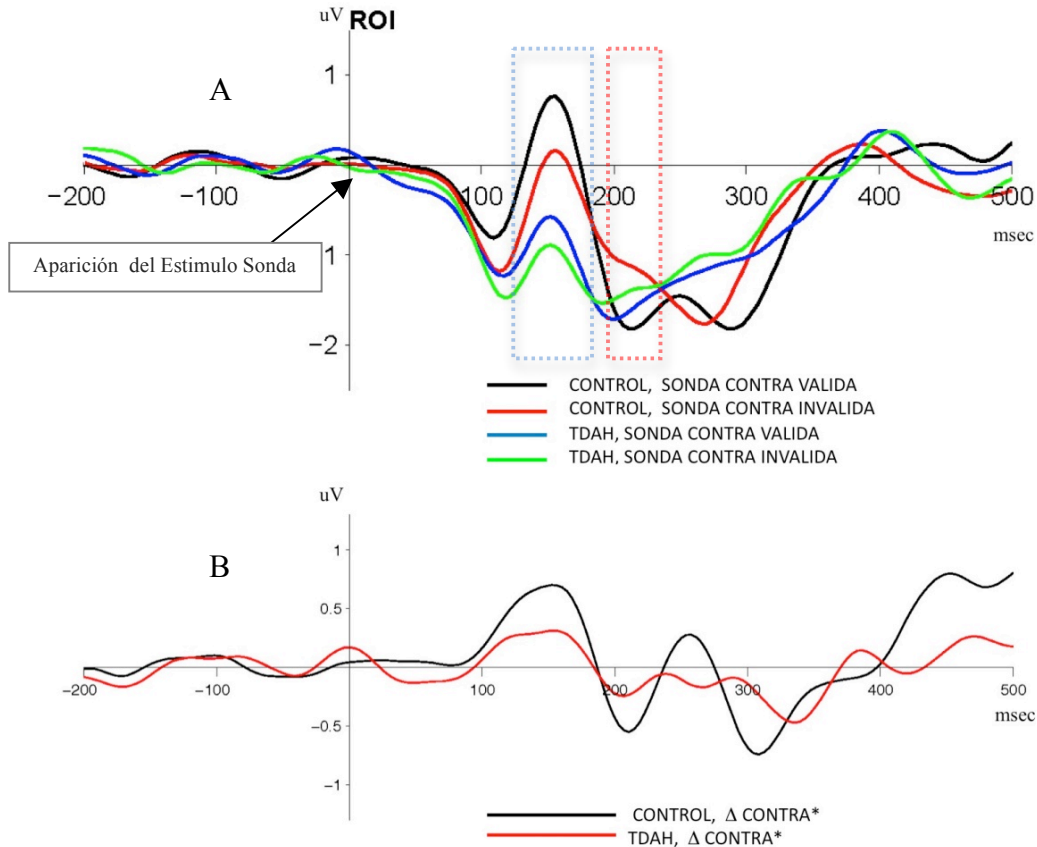 uV ROI
A
1
−200 −100 100 200 300 400 500
msec
Aparición del Estimulo Sonda
1
−2
CONTROL, SONDA CONTRA VALIDA
CONTROL, SONDA CONTRA INVALIDA
TDAH, SONDA CONTRA VALIDA
TDAH, SONDA CONTRA INVALIDA
uV
B
1
0.5
-200 -100 100 200 300 400 500
msec
-0.5
-1
CONTROL, Δ CONTRA*
TDAH, Δ CONTRA*